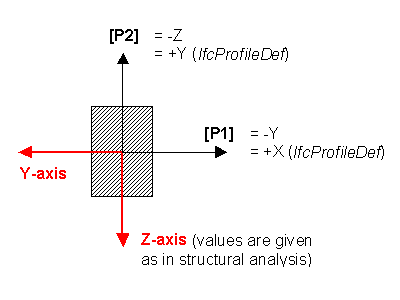 [P2] = -Z
= +Y (IfcProfileDef)
[P1] = -Y
= +X (IfcProfileDef)
Y-axis
Z-axis (values are given
as in structural analysis)